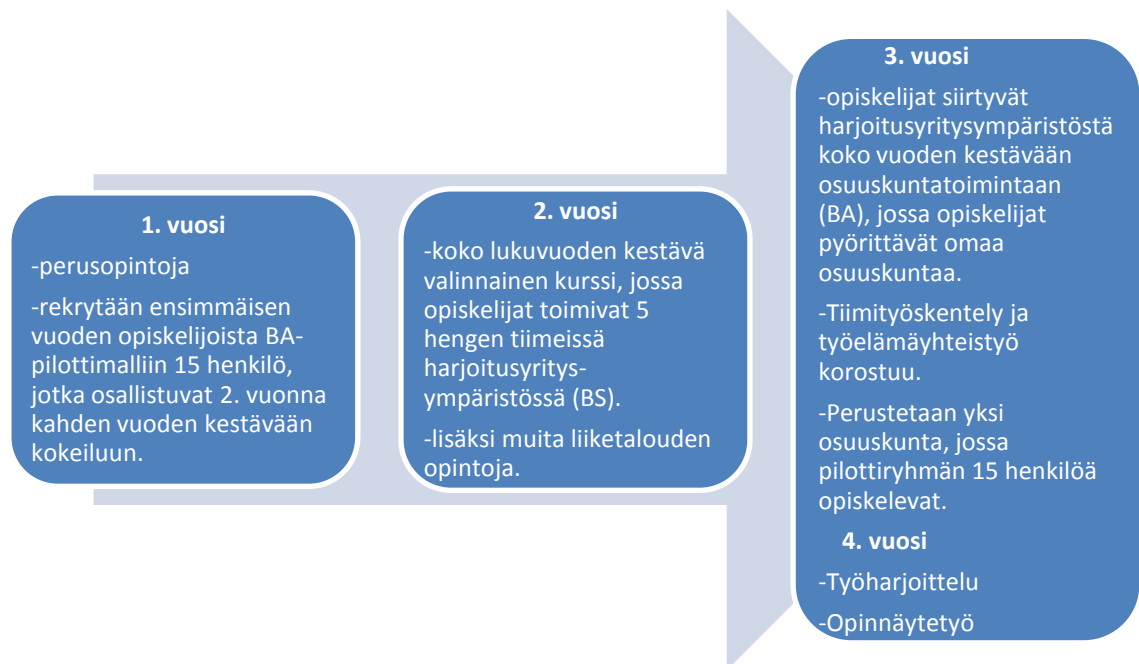 1. vuosi
-perusopintoja
-rekrytään ensimmäisen
vuoden opiskelijoista BA-
pilottimalliin 15 henkilö,
jotka osallistuvat 2. vuonna
kahden vuoden kestävään
kokeiluun.
2. vuosi
-koko lukuvuoden kestävä
valinnainen kurssi, jossa
opiskelijat toimivat 5
hengen tiimeissä
harjoitusyritys-
ympäristössä (BS).
-lisäksi muita liiketalouden
opintoja.
3. vuosi
-opiskelijat siirtyvät
harjoitusyritysympäristöstä
koko vuoden kestävään
osuuskuntatoimintaan
(BA), jossa opiskelijat
pyörittävät omaa
osuuskuntaa.
-Tiimityöskentely ja
työelämäyhteistyö
korostuu.
-Perustetaan yksi
osuuskunta, jossa
pilottiryhmän 15 henkilöä
opiskelevat.
4. vuosi
-Työharjoittelu
-Opinnäytetyö